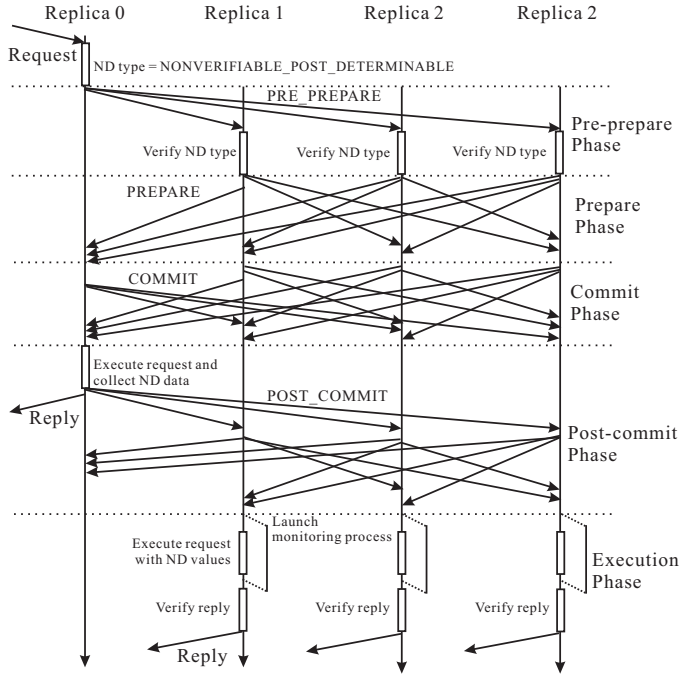 Replica 0 Replica 1 Replica 2 Replica 2
Request
ND type = NONVERIFIABLE_POST_DETERMINABLE
PRE_PREPARE
Pre-prepare
Phase
Verify ND type Verify ND type Verify ND type
PREPARE
Prepare
Phase
COMMIT
Commit
Phase
Execute request and
collect ND data
POST_COMMIT
Reply
Post-commit
Phase
Launch
monitoring process
Execute request
with ND values
Execution
Phase
Verify reply Verify reply Verify reply
Reply